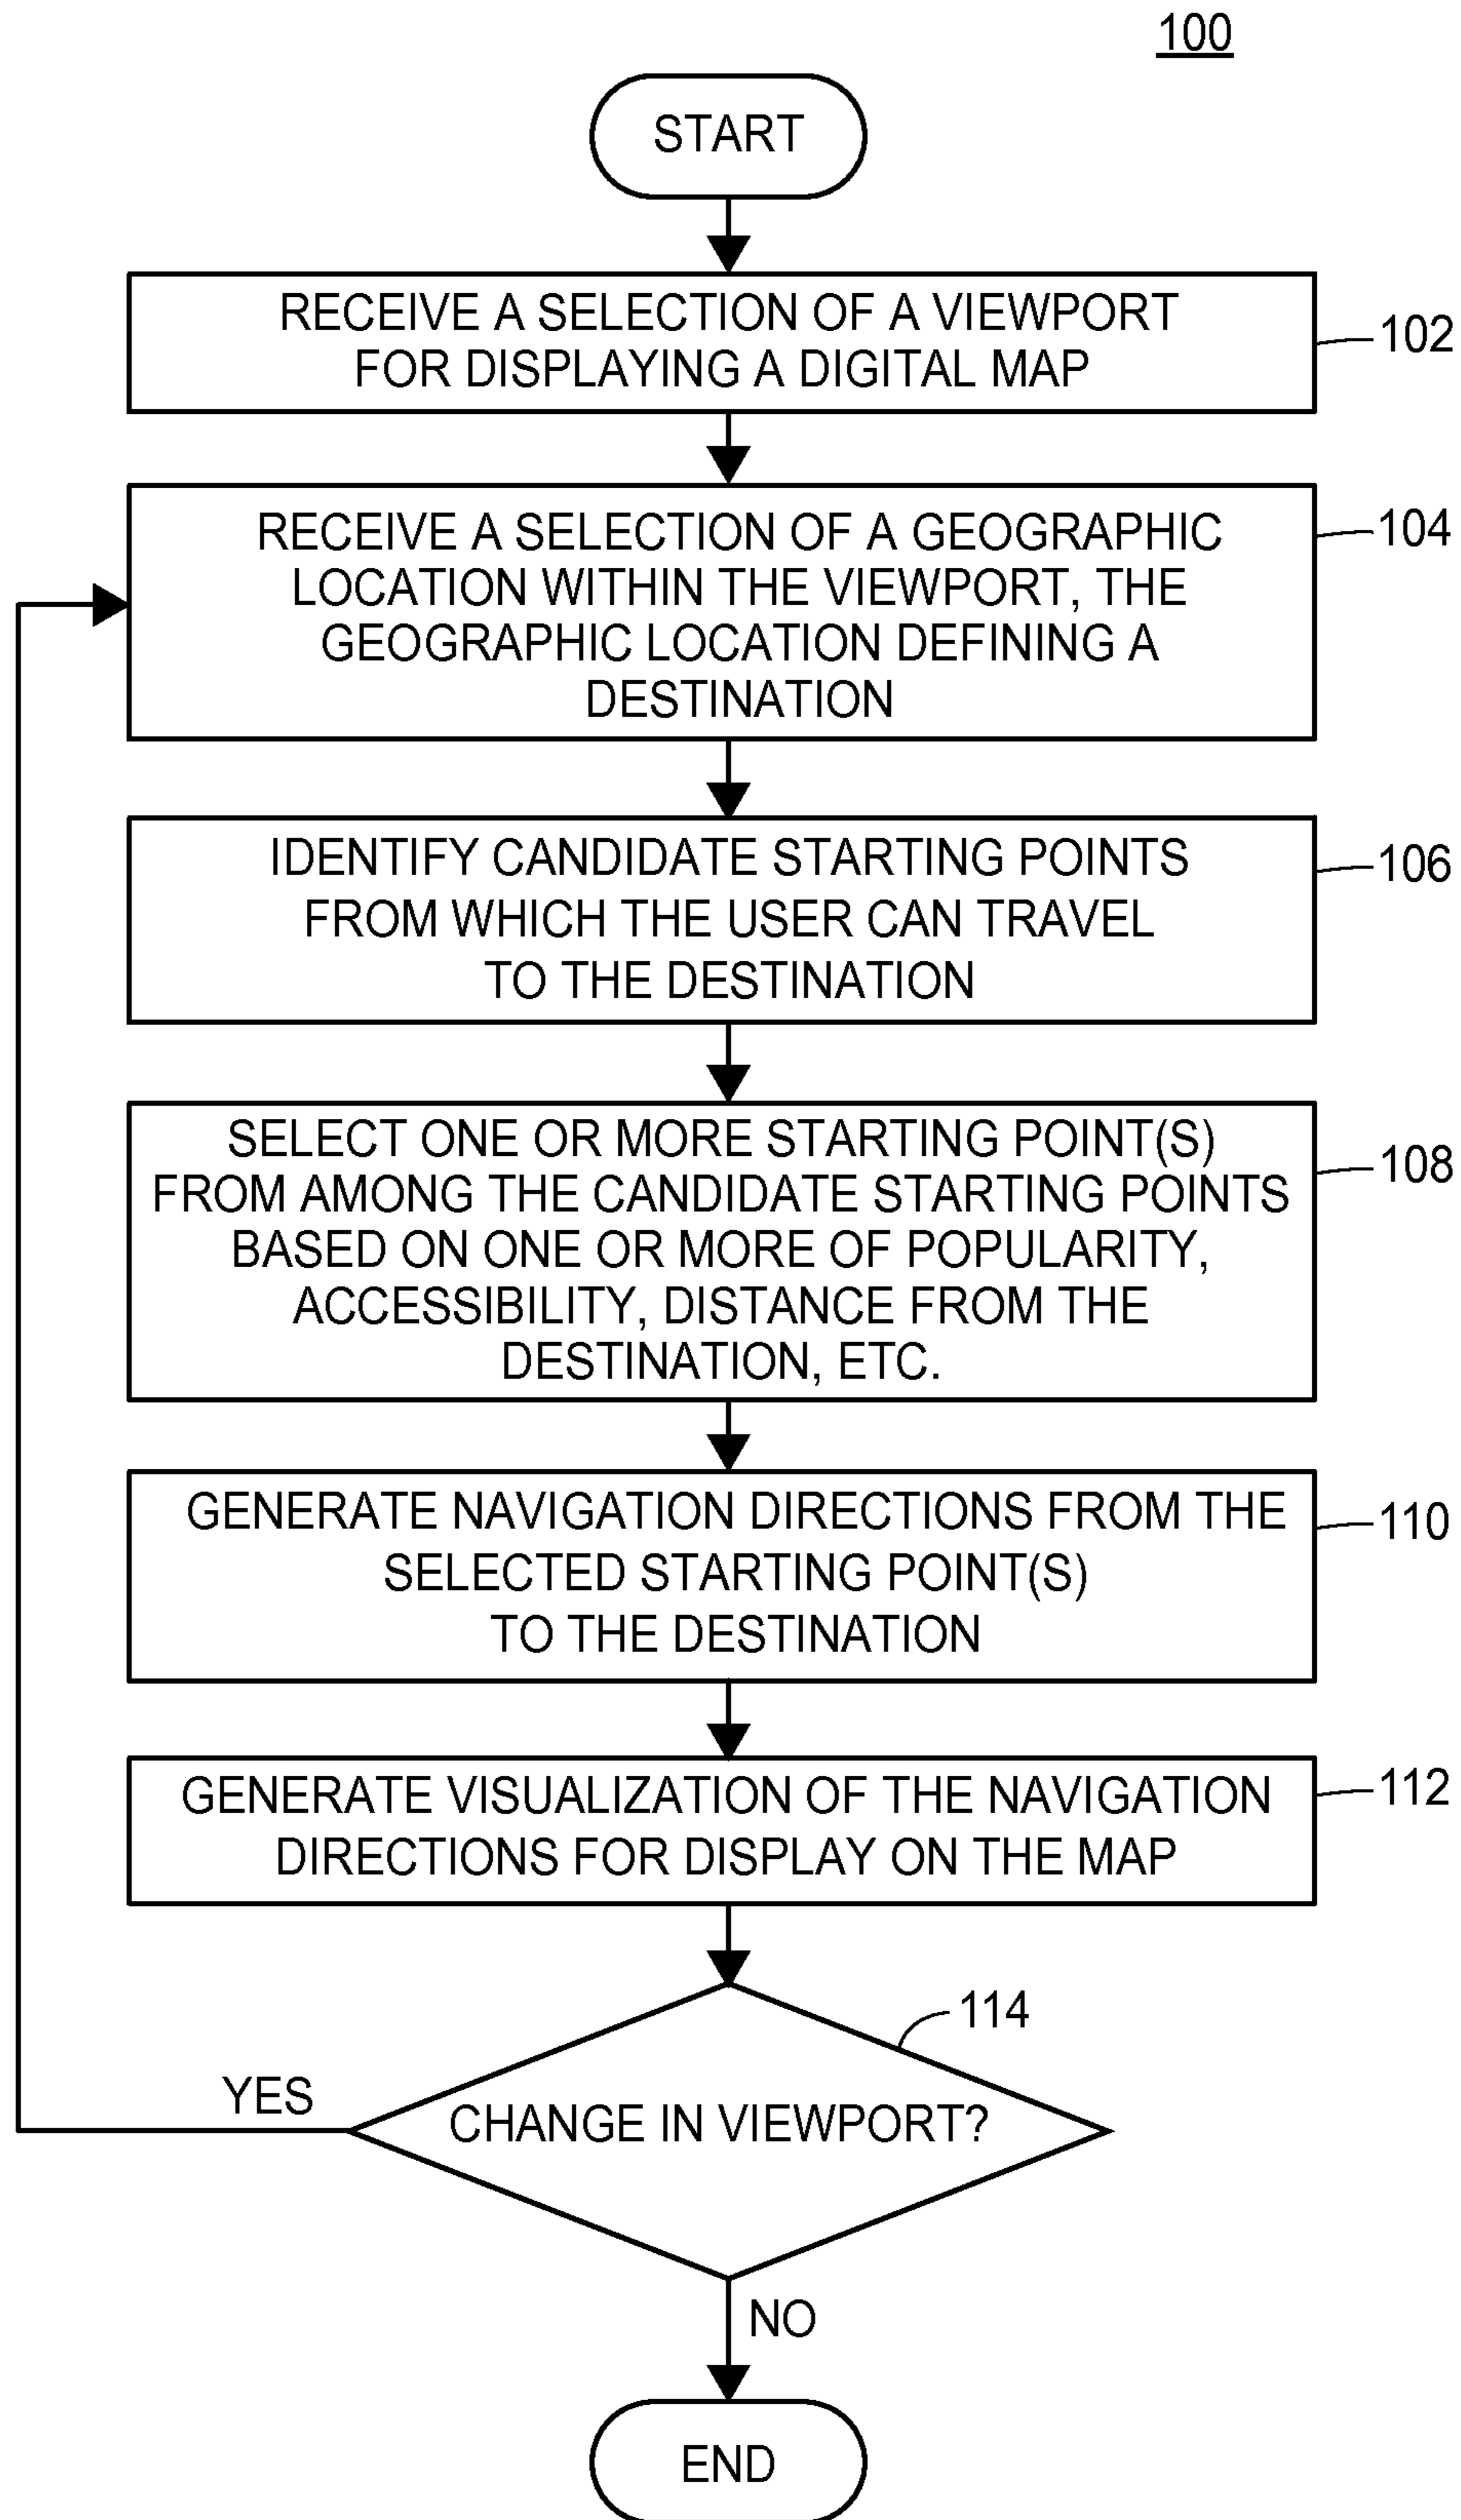 100
START
RECEIVE A SELECTION OF A VIEWPORT
FOR DISPLAYING A DIGITAL MAP
102
RECEIVE A SELECTION OF A GEOGRAPHIC
LOCATION WITHIN THE VIEWPORT, THE
GEOGRAPHIC LOCATION DEFINING A
DESTINATION
104
IDENTIFY CANDIDATE STARTING POINTS
FROM WHICH THE USER CAN TRAVEL
TO THE DESTINATION
106
SELECT ONE OR MORE STARTING POINT(S)
FROM AMONG THE CANDIDATE STARTING POINTS
BASED ON ONE OR MORE OF POPULARITY,
ACCESSIBILITY, DISTANCE FROM THE
DESTINATION, ETC.
108
GENERATE NAVIGATION DIRECTIONS FROM THE
SELECTED STARTING POINT(S)
TO THE DESTINATION
110
GENERATE VISUALIZATION OF THE NAVIGATION
DIRECTIONS FOR DISPLAY ON THE MAP
112
114
YES
CHANGE IN VIEWPORT?
NO
END